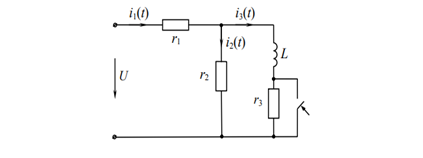 i₁(t) i₃(t)
r₁ i₂(t)
L
U r₂
r₃